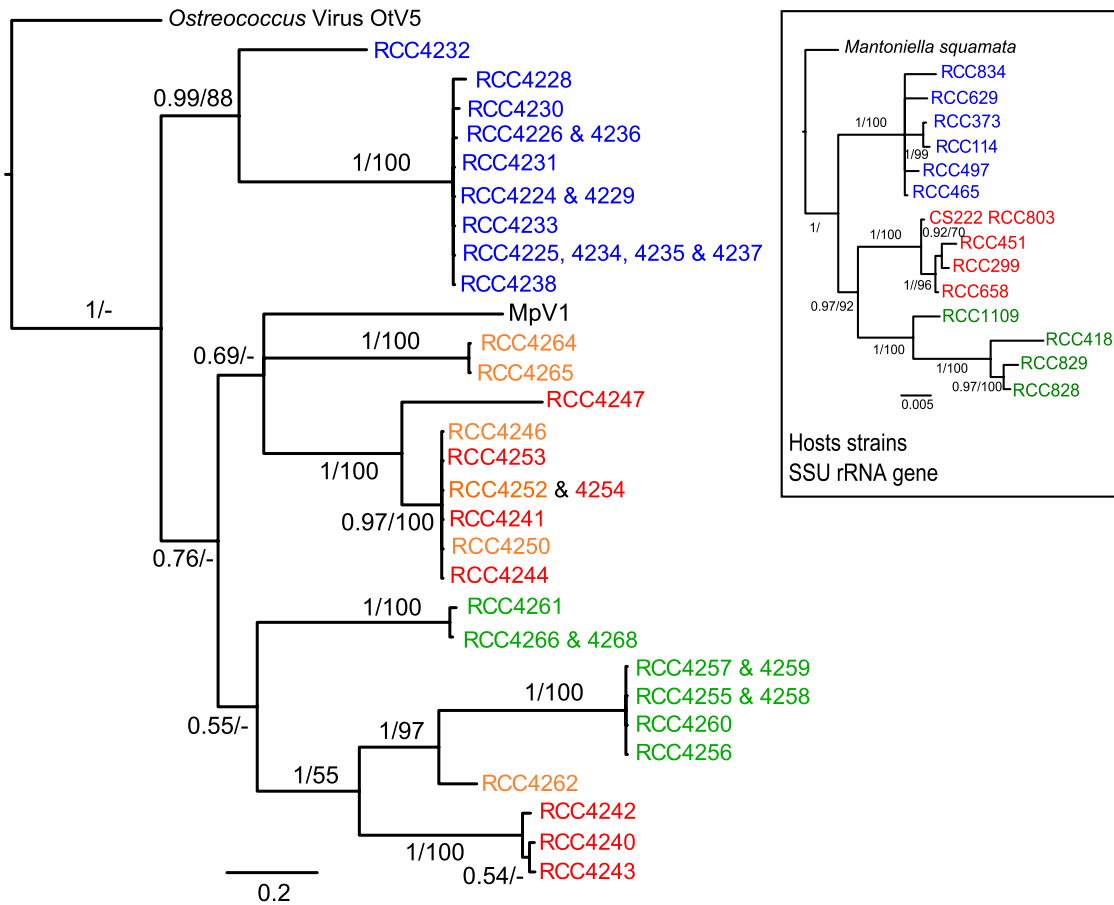 Ostreococcus Virus OtV5
RCC4232
0.99/88
RCC4228
RCC4230
RCC4226 & 4236
1/100
RCC4231
RCC4224 & 4229
RCC4233
RCC4225, 4234, 4235 & 4237
RCC4238
1/-
MpV1
0.69/-
1/100
RCC4264
RCC4265
RCC4247
1/100
RCC4246
RCC4253
RCC4252 & 4254
0.97/100
RCC4241
RCC4250
RCC4244
0.76/-
1/100
RCC4261
RCC4266 & 4268
RCC4257 & 4259
1/100
RCC4255 & 4258
RCC4260
RCC4256
0.55/-
1/97
1/55
RCC4262
RCC4242
RCC4240
1/100
RCC4243
0.54/-
0.2
Mantoniella squamata
RCC834
RCC629
1/100
RCC373
RCC114
1/99
RCC497
RCC465
1/
CS222 RCC803
1/100
0.92/70
RCC451
RCC299
1//96
RCC658
0.97/92
RCC1109
1/100
RCC418
1/100
RCC829
0.97/100
RCC828
0.005
Hosts strains
SSU rRNA gene